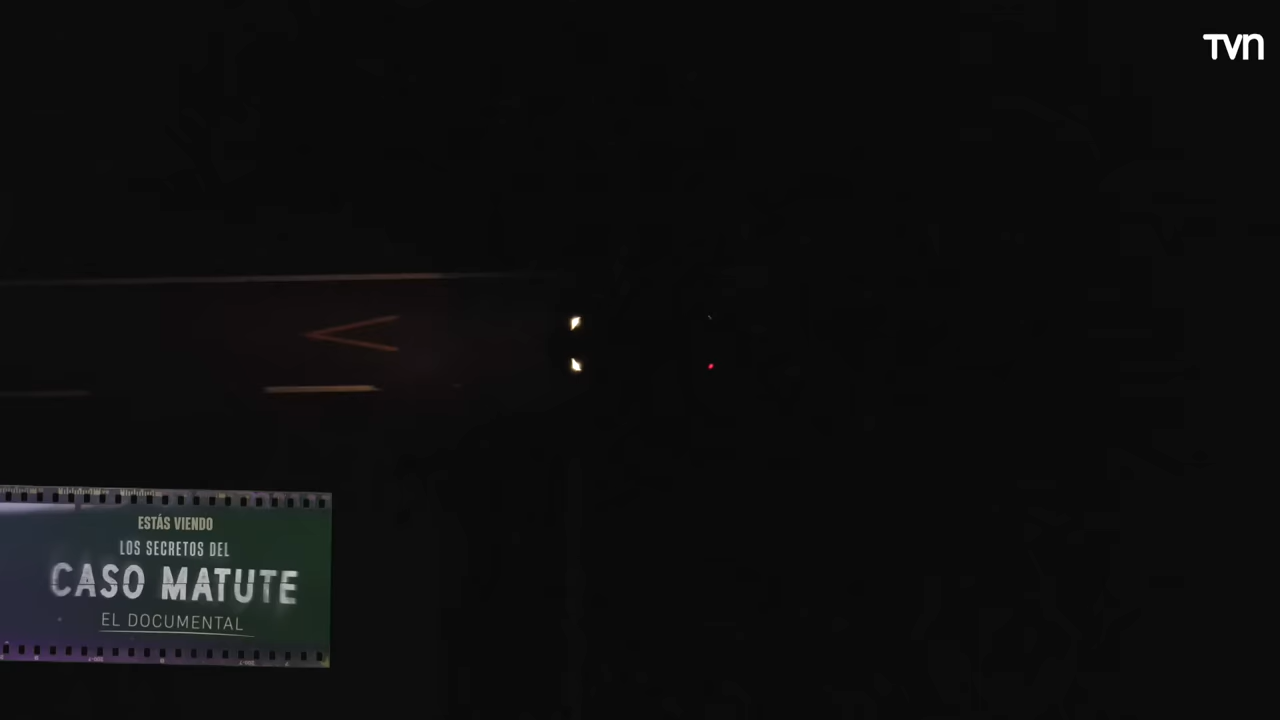 TVN
ESTÁS VIENDO
LOS SECRETOS DEL
CASO MATUTE
EL DOCUMENTAL